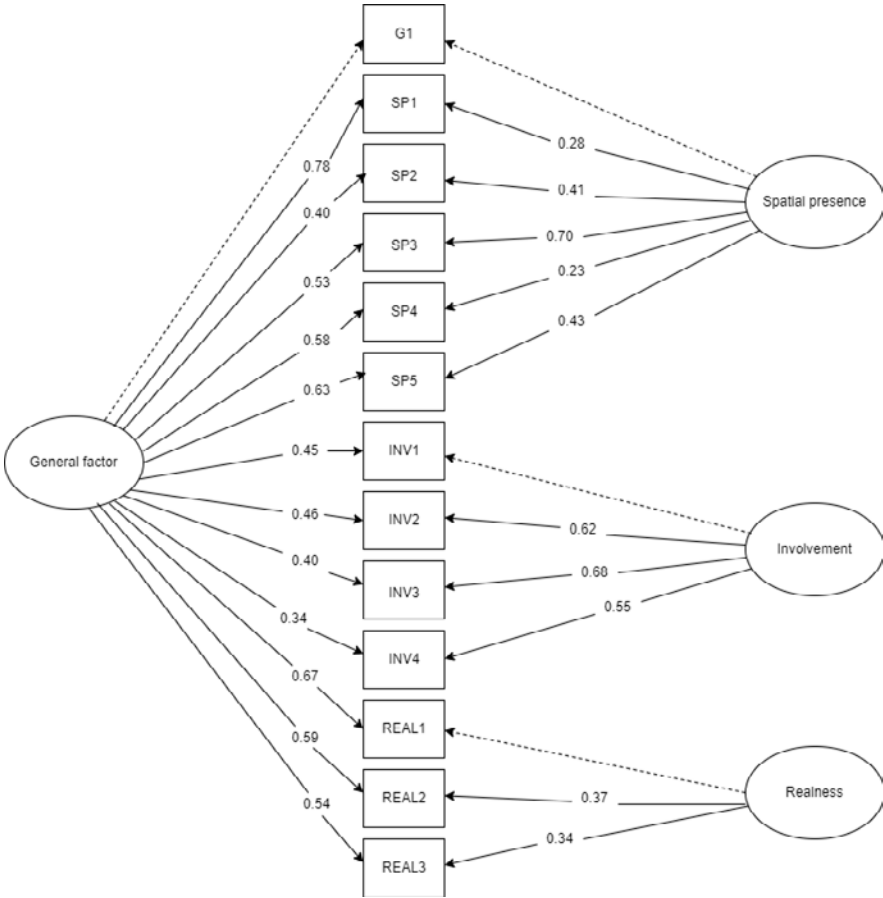 G1
SP1
0.28
0.78
SP2
0.41
Spatial presence
0.40
0.70
SP3
0.53
0.23
SP4
0.43
0.58
SP5
0.63
0.45
INV1
General factor
0.46
INV2
0.62
Involvement
0.40
INV3
0.68
0.55
0.34
INV4
0.67
REAL1
0.59
REAL2
0.37
Realness
0.54
0.34
REAL3